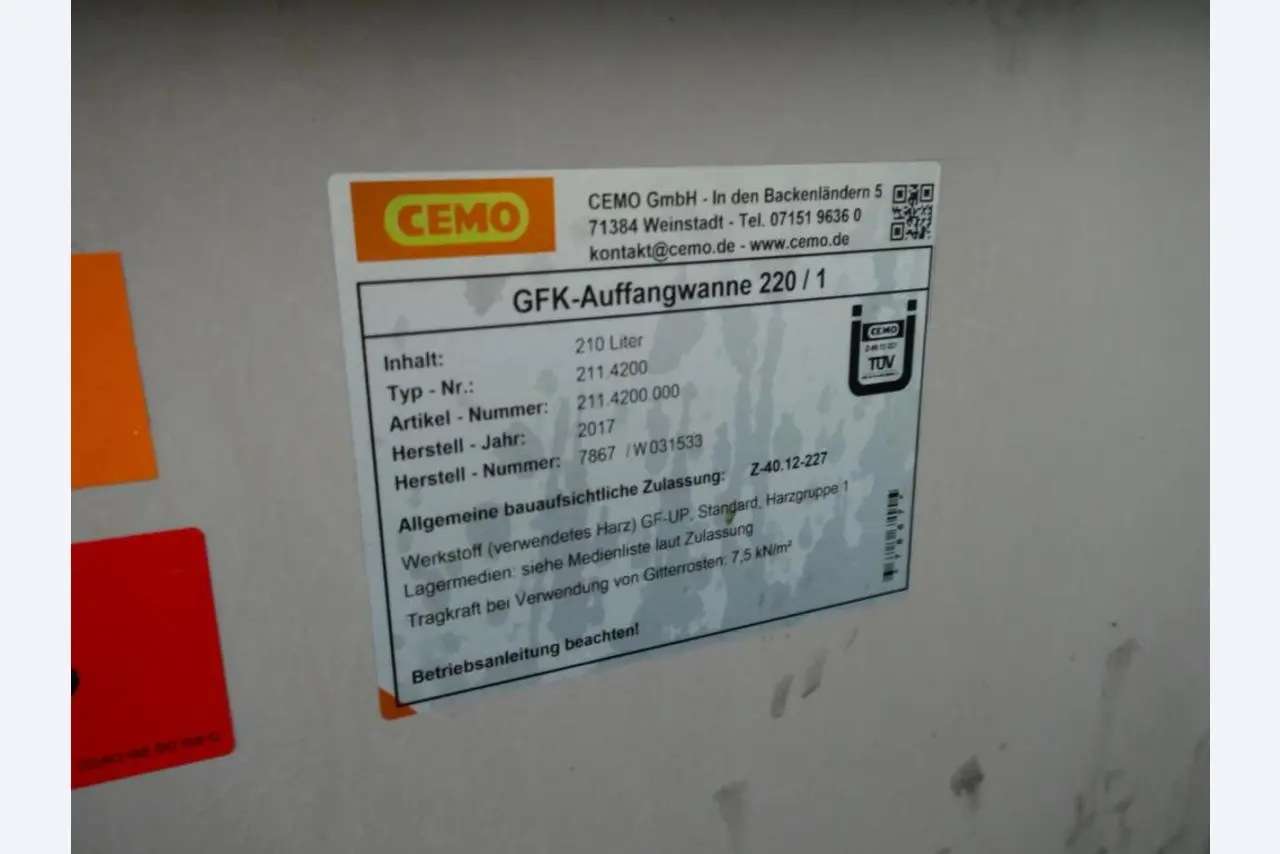 CEMO
CEMO GmbH - In den Backenländern 5
71384 Weinstadt - Tel. 07151 9636 0
kontakt@cemo.de - www.cemo.de
GFK-Auffangwanne 220 / 1
Inhalt: 210 Liter
Typ - Nr.: 211.4200
Artikel - Nummer: 211.4200.000
Herstell - Jahr: 2017
Herstell - Nummer: 7867 / W031533
Allgemeine bauaufsichtliche Zulassung: Z-40.12-227
Werkstoff (verwendetes Harz) GF-UP, Standard, Harzgruppe 1
Lagermedien: siehe Medienliste laut Zulassung
Tragkraft bei Verwendung von Gitterrosten: 7,5 kN/m²
Betriebsanleitung beachten!
CEMO
Z-40.12-227
TÜV